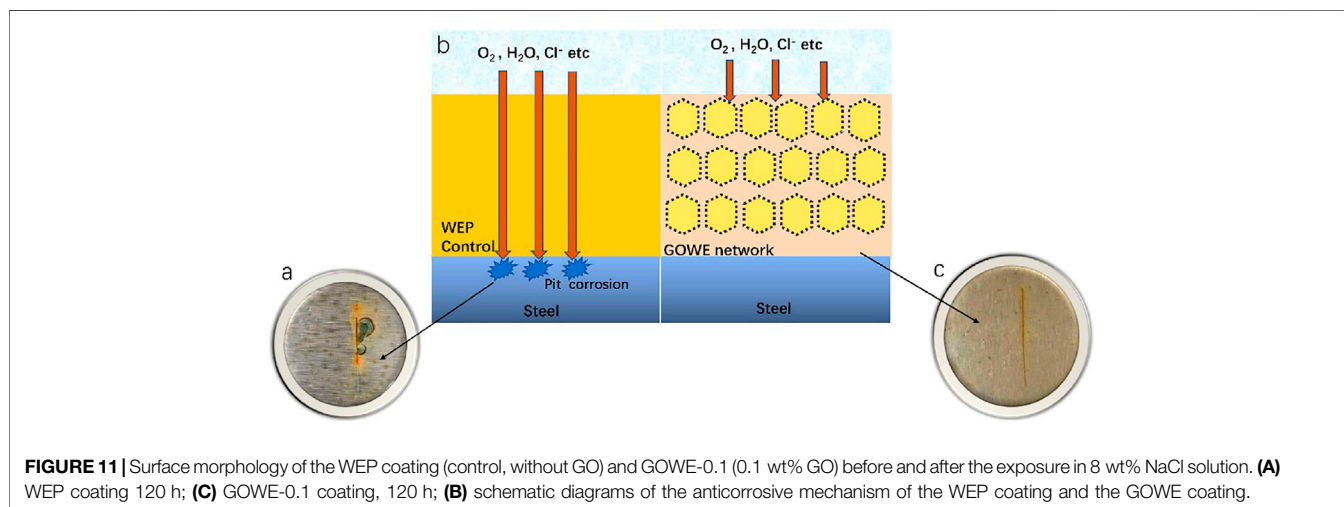 b
O₂ , H₂O, Cl⁻ etc
O₂ , H₂O, Cl⁻ etc
WEP
Control
GOWE network
a
Pit corrosion
c
Steel
Steel
FIGURE 11 | Surface morphology of the WEP coating (control, without GO) and GOWE-0.1 (0.1 wt% GO) before and after the exposure in 8 wt% NaCl solution. (A)
WEP coating 120 h; (C) GOWE-0.1 coating, 120 h; (B) schematic diagrams of the anticorrosive mechanism of the WEP coating and the GOWE coating.